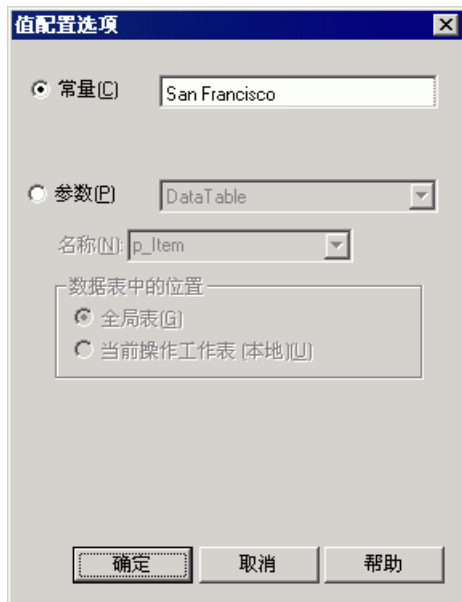 值配置选项
常量(C) San Francisco
参数(P) DataTable
名称(N): p_Item
数据表中的位置
全局表(G)
当前操作工作表 (本地)(U)
确定 取消 帮助